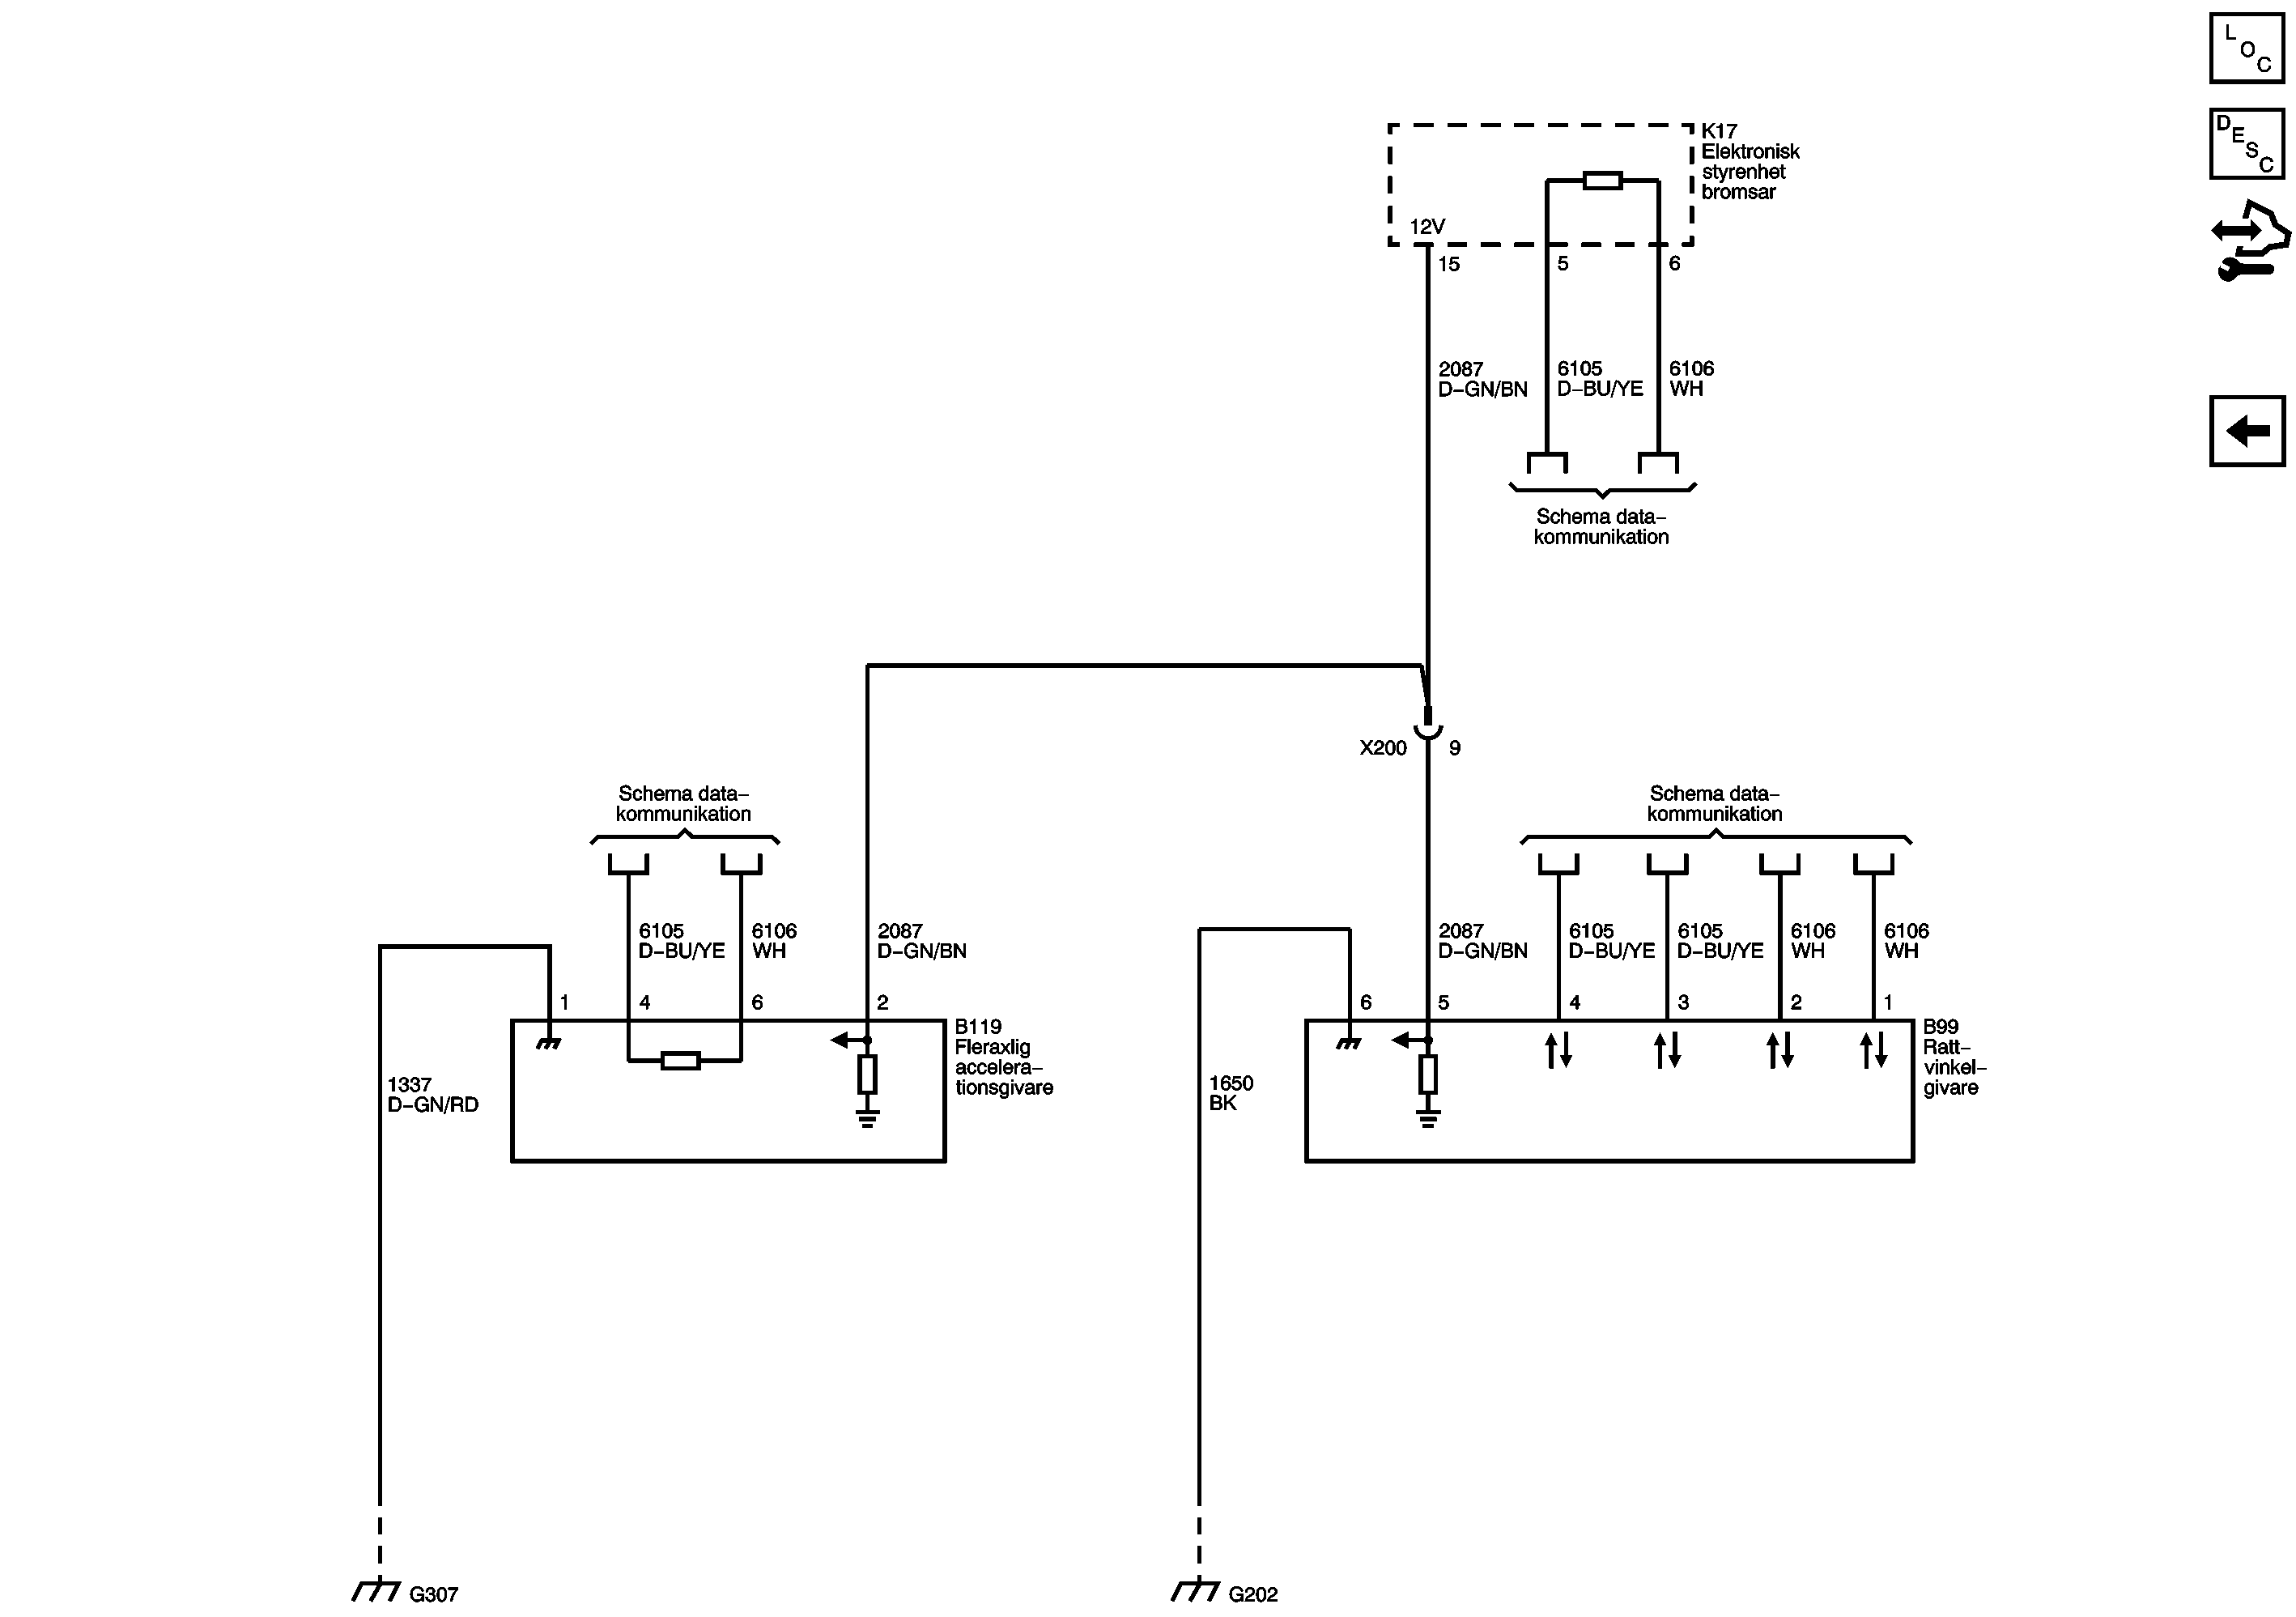 L
O
C
D
E
S
C
K17
Elektronisk
styrenhet
bromsar
12V
15
5
6
2087
D–GN/BN
6105
D–BU/YE
6106
WH
Schema data–
kommunikation
X200
9
Schema data–
kommunikation
Schema data–
kommunikation
6105
D–BU/YE
6106
WH
2087
D–GN/BN
2087
D–GN/BN
6105
D–BU/YE
6105
D–BU/YE
6106
WH
6106
WH
1
4
6
2
6
5
4
3
2
1
B119
Fleraxlig
accelera–
tionsgivare
B99
Ratt–
vinkel–
givare
1337
D–GN/RD
1650
BK
G307
G202